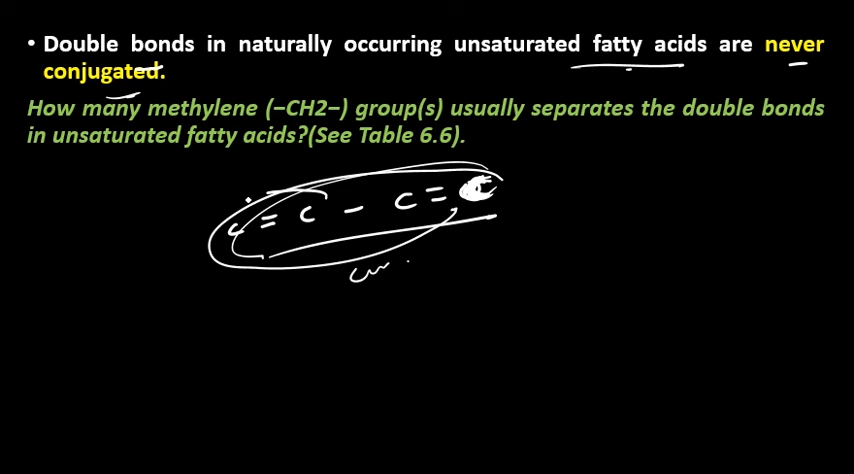 • Double bonds in naturally occurring unsaturated fatty acids are never
conjugated.
How many methylene (−CH2−) group(s) usually separates the double bonds
in unsaturated fatty acids?(See Table 6.6).
c = c - c = c